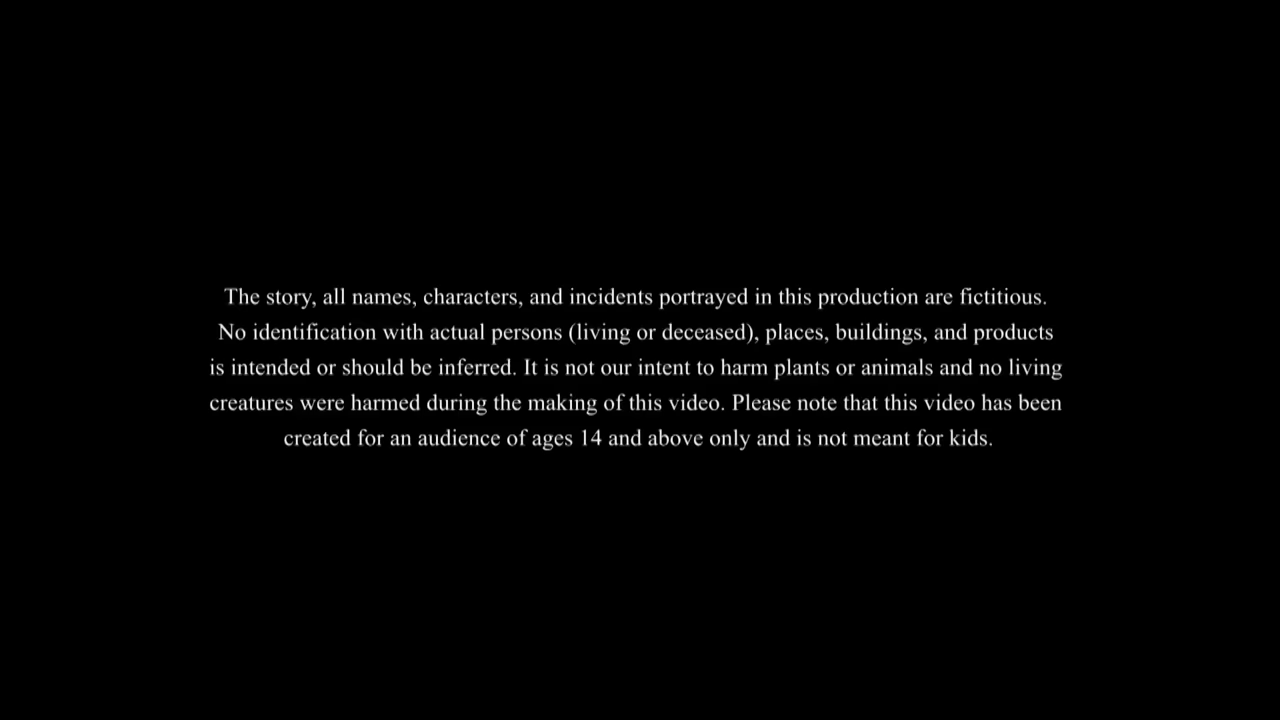 The story, all names, characters, and incidents portrayed in this production are fictitious.
No identification with actual persons (living or deceased), places, buildings, and products
is intended or should be inferred. It is not our intent to harm plants or animals and no living
creatures were harmed during the making of this video. Please note that this video has been
created for an audience of ages 14 and above only and is not meant for kids.